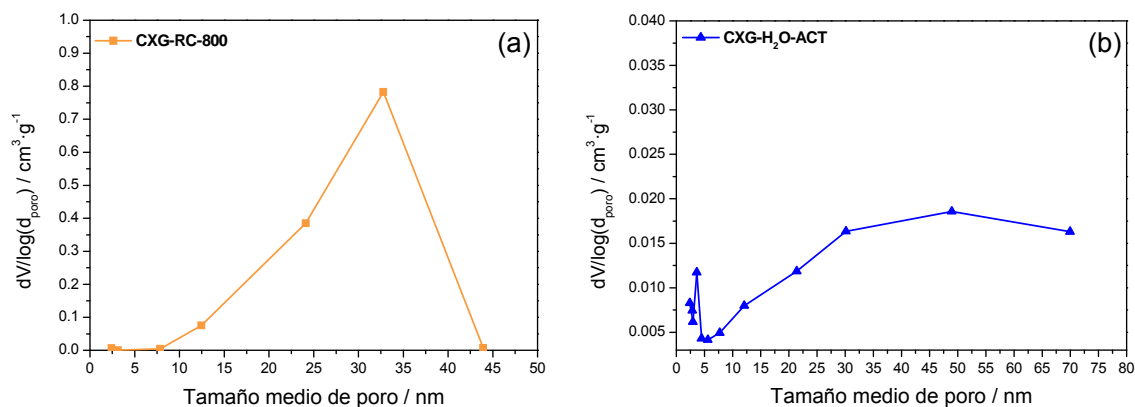 CXG-RC-800
(a)
1.0
0.9
0.8
0.7
0.6
0.5
0.4
0.3
0.2
0.1
0.0
dV/log(d_poro) / cm³·g⁻¹
0 5 10 15 20 25 30 35 40 45 50
Tamaño medio de poro / nm
CXG-H₂O-ACT
(b)
0.040
0.035
0.030
0.025
0.020
0.015
0.010
0.005
dV/log(d_poro) / cm³·g⁻¹
0 5 10 15 20 25 30 35 40 45 50 55 60 65 70 75 80
Tamaño medio de poro / nm